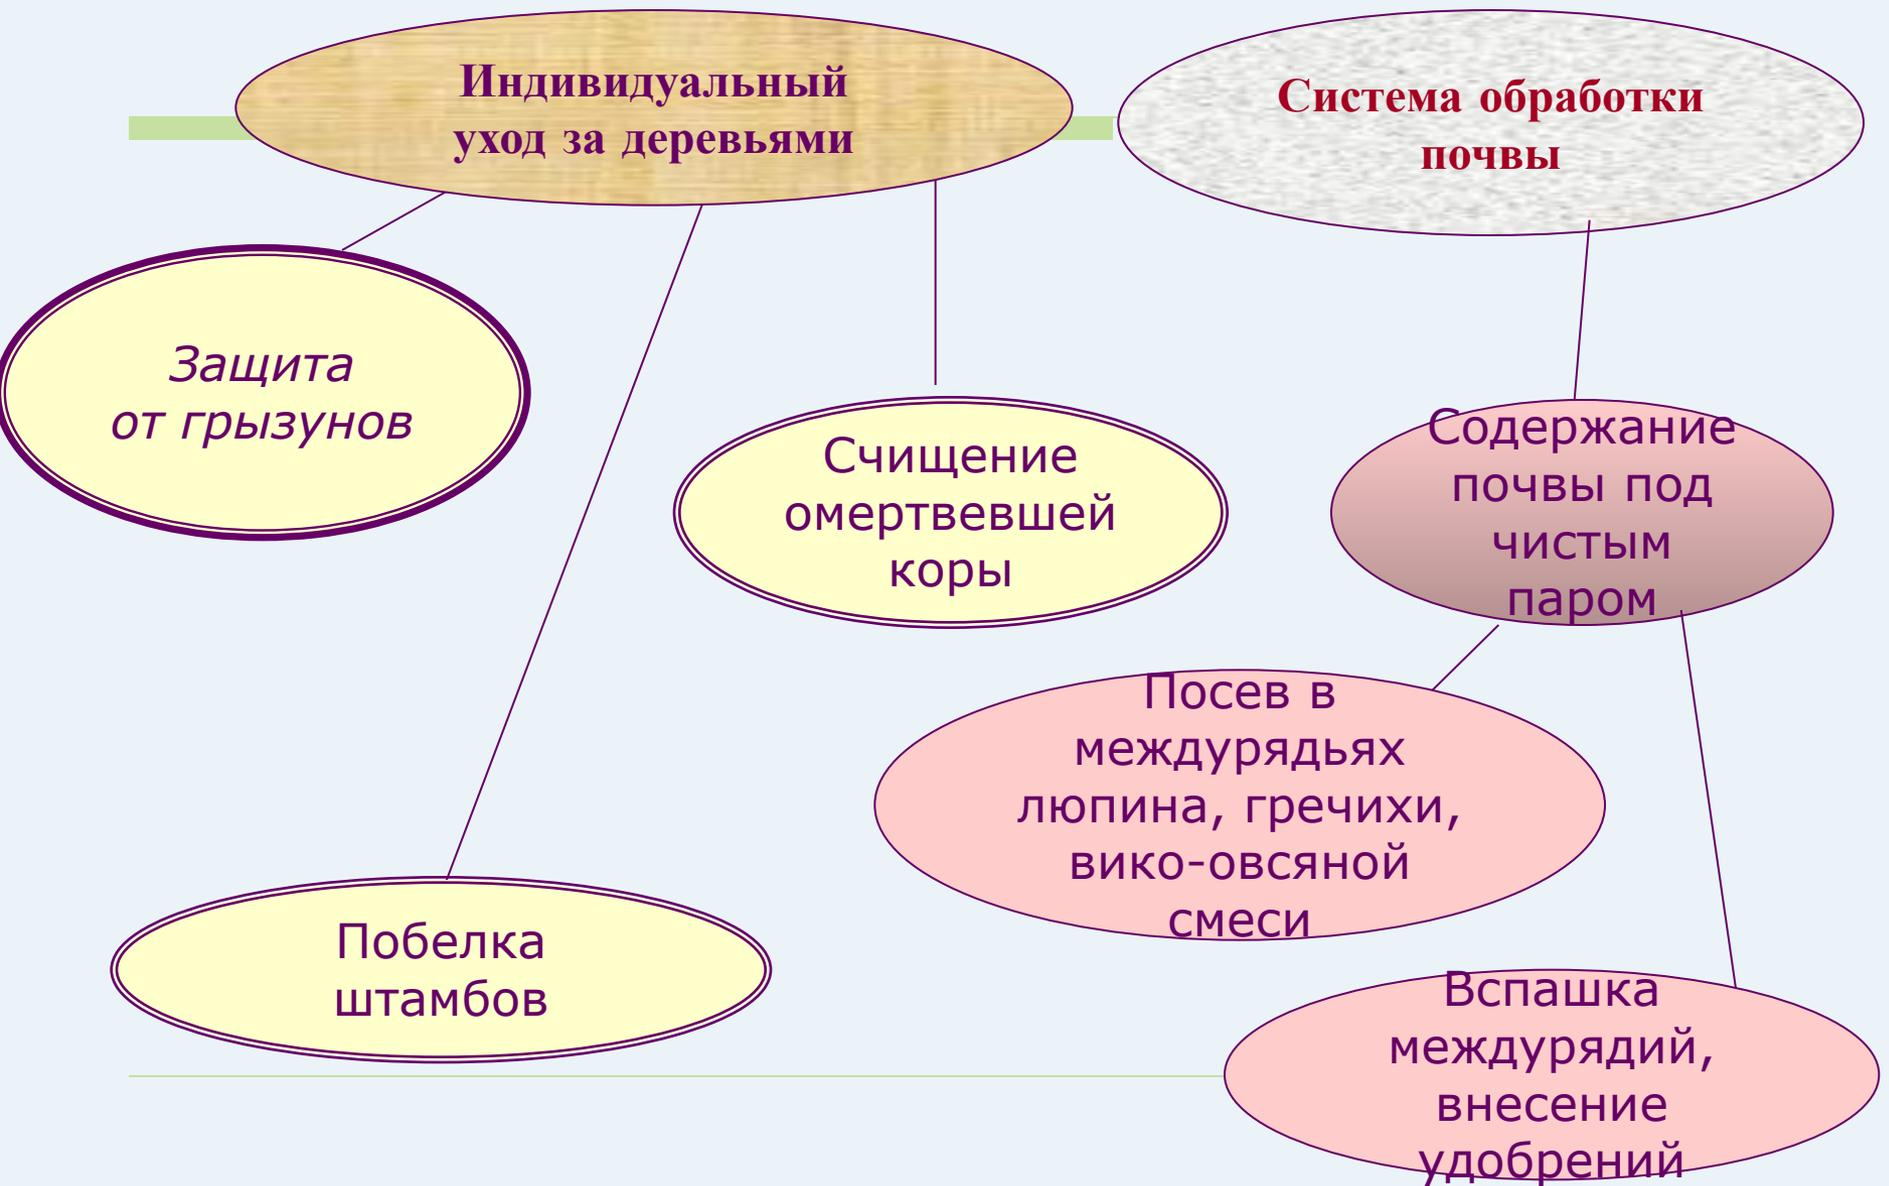 Индивидуальный
уход за деревьями
Система обработки
почвы
Защита
от грызунов
Счищение
омертвевшей
коры
Содержание
почвы под
чистым
паром
Посев в
междурядьях
люпина, гречихи,
вико-овсяной
смеси
Побелка
штамбов
Вспашка
междурядий,
внесение
удобрений